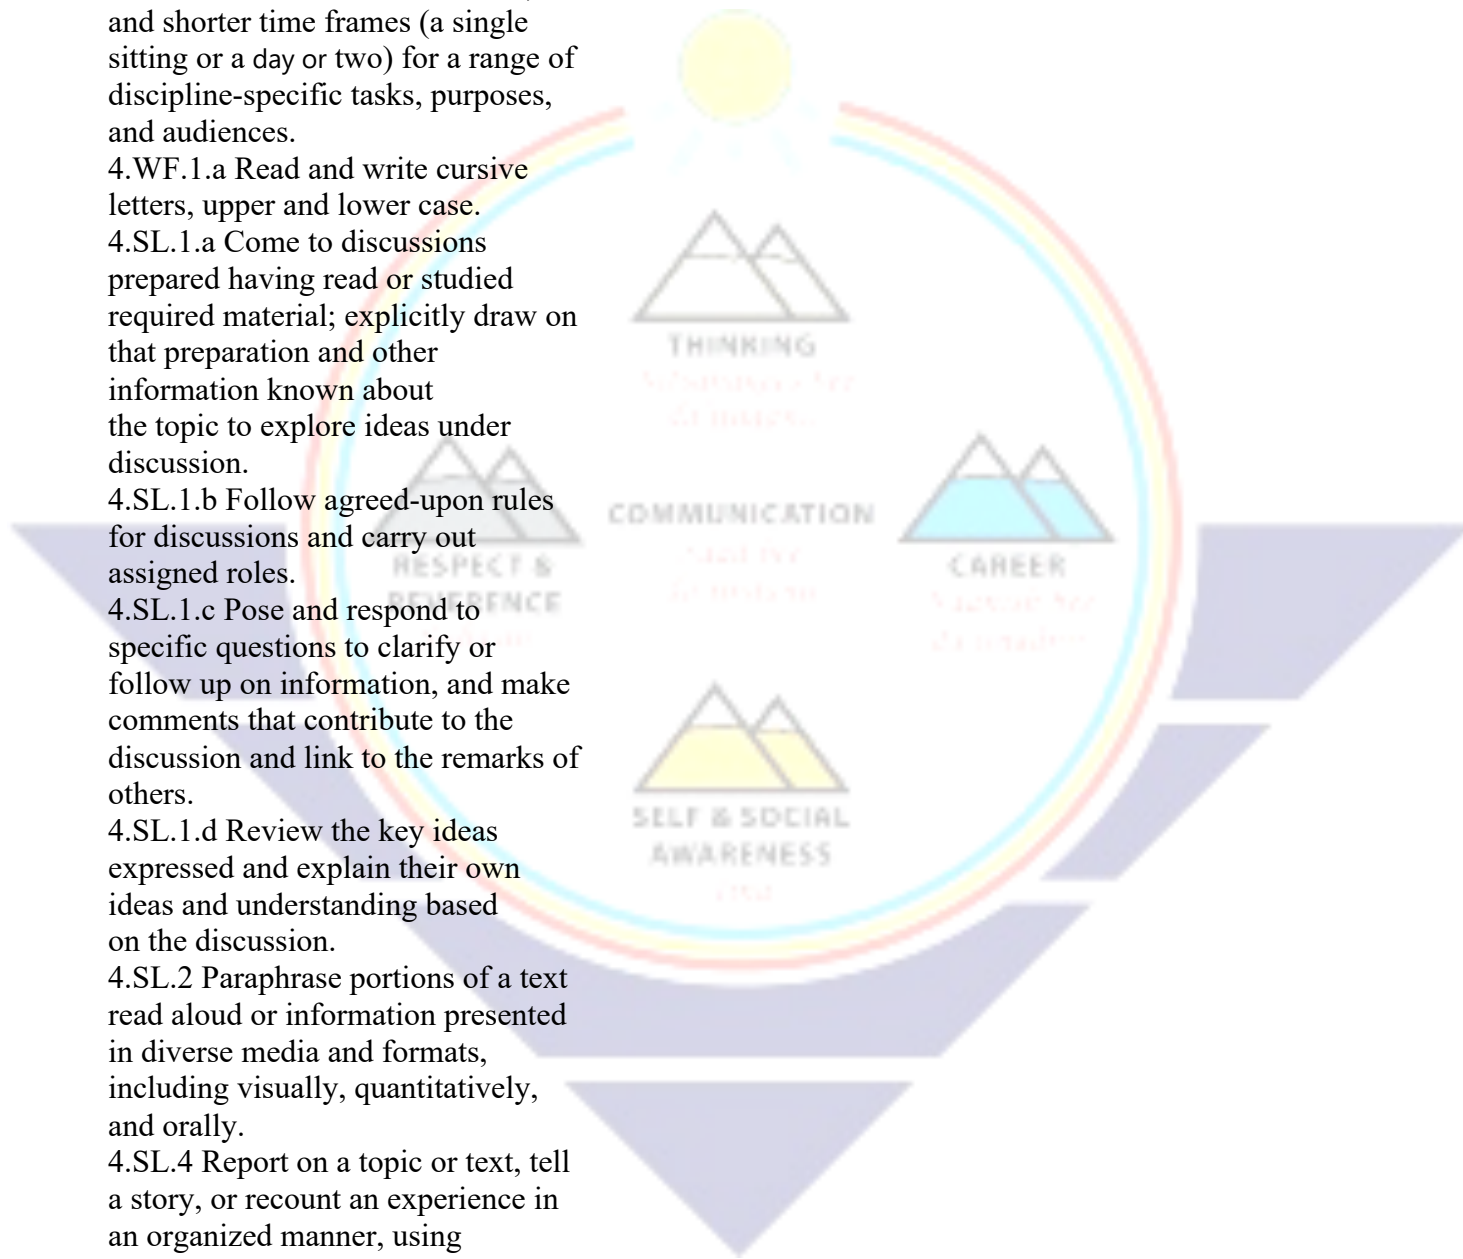 and shorter time frames (a single
sitting or a day or two) for a range of
discipline-specific tasks, purposes,
and audiences.
4.WF.1.a Read and write cursive
letters, upper and lower case.
4.SL.1.a Come to discussions
prepared having read or studied
required material; explicitly draw on
that preparation and other
information known about
the topic to explore ideas under
discussion.
4.SL.1.b Follow agreed-upon rules
for discussions and carry out
assigned roles.
4.SL.1.c Pose and respond to
specific questions to clarify or
follow up on information, and make
comments that contribute to the
discussion and link to the remarks of
others.
4.SL.1.d Review the key ideas
expressed and explain their own
ideas and understanding based
on the discussion.
4.SL.2 Paraphrase portions of a text
read aloud or information presented
in diverse media and formats,
including visually, quantitatively,
and orally.
4.SL.4 Report on a topic or text, tell
a story, or recount an experience in
an organized manner, using
THINKING
RESPECT &
REVERENCE
COMMUNICATION
CAREER
SELF & SOCIAL
AWARENESS